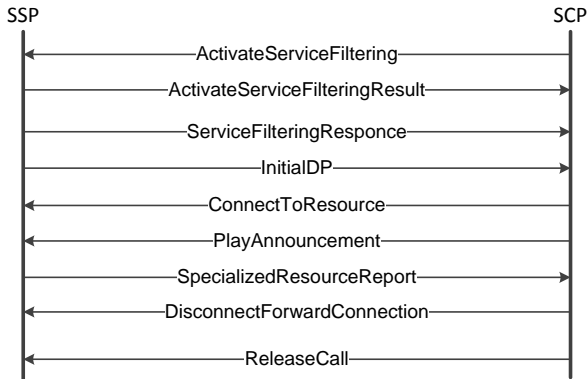 SSP SCP
ActivateServiceFiltering
ActivateServiceFilteringResult
ServiceFilteringResponce
InitialDP
ConnectToResource
PlayAnnouncement
SpecializedResourceReport
DisconnectForwardConnection
ReleaseCall